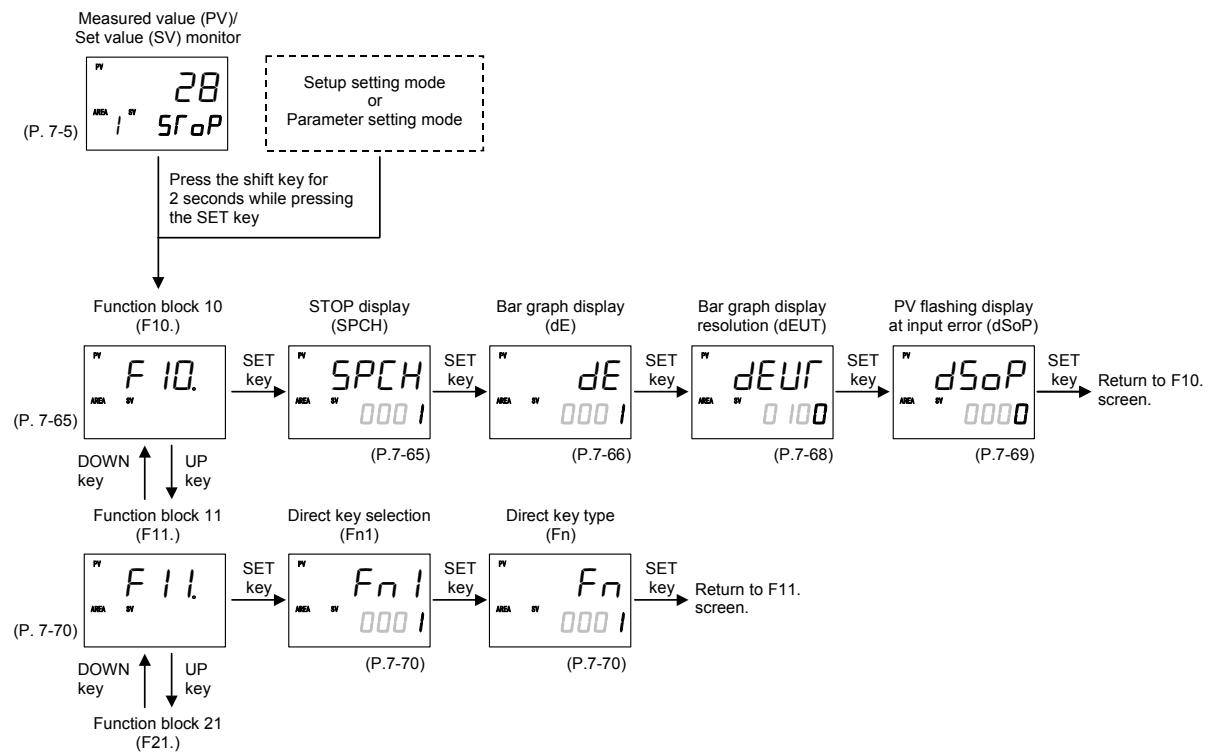 Measured value (PV)/
Set value (SV) monitor
PV
28
AREA SV
1 SToP
(P. 7-5)
Setup setting mode
or
Parameter setting mode
Press the shift key for
2 seconds while pressing
the SET key
Function block 10
(F10.)
PV
F 10.
AREA SV
(P. 7-65)
SET
key
STOP display
(SPCH)
PV
SPCH
AREA SV
0001
(P.7-65)
SET
key
Bar graph display
(dE)
PV
dE
AREA SV
0001
(P.7-66)
SET
key
Bar graph display
resolution (dEUT)
PV
dEUT
AREA SV
0100
(P.7-68)
SET
key
PV flashing display
at input error (dSoP)
PV
dSoP
AREA SV
0000
(P.7-69)
SET
key
Return to F10.
screen.
DOWN
key
UP
key
Function block 11
(F11.)
PV
F 11.
AREA SV
(P. 7-70)
SET
key
Direct key selection
(Fn1)
PV
Fn 1
AREA SV
0001
(P.7-70)
SET
key
Direct key type
(Fn)
PV
Fn
AREA SV
0001
(P.7-70)
SET
key
Return to F11.
screen.
DOWN
key
UP
key
Function block 21
(F21.)